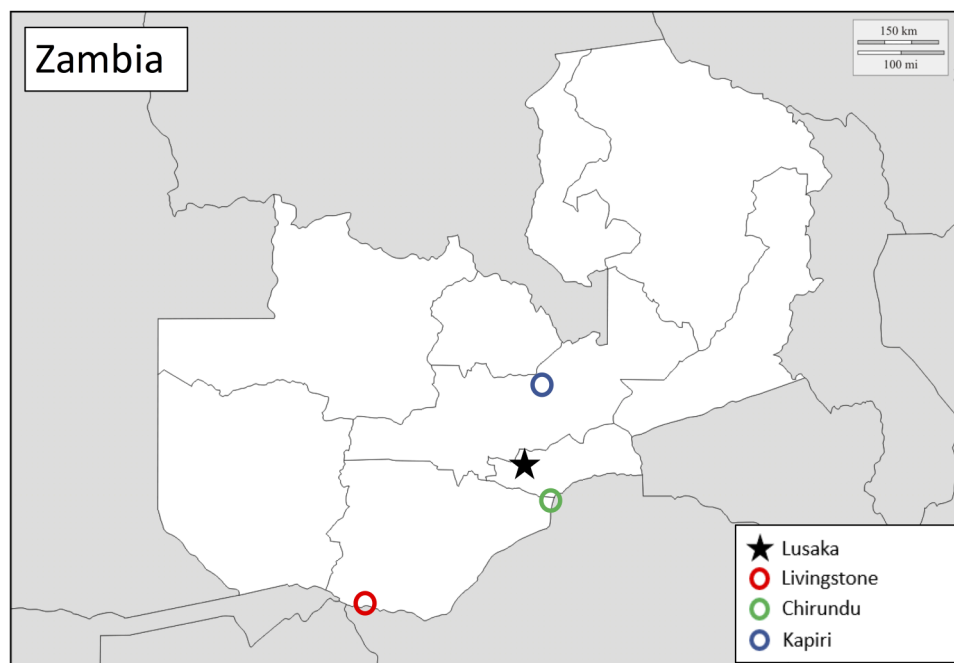 Zambia
150 km
100 mi
Lusaka
Livingstone
Chirundu
Kapiri